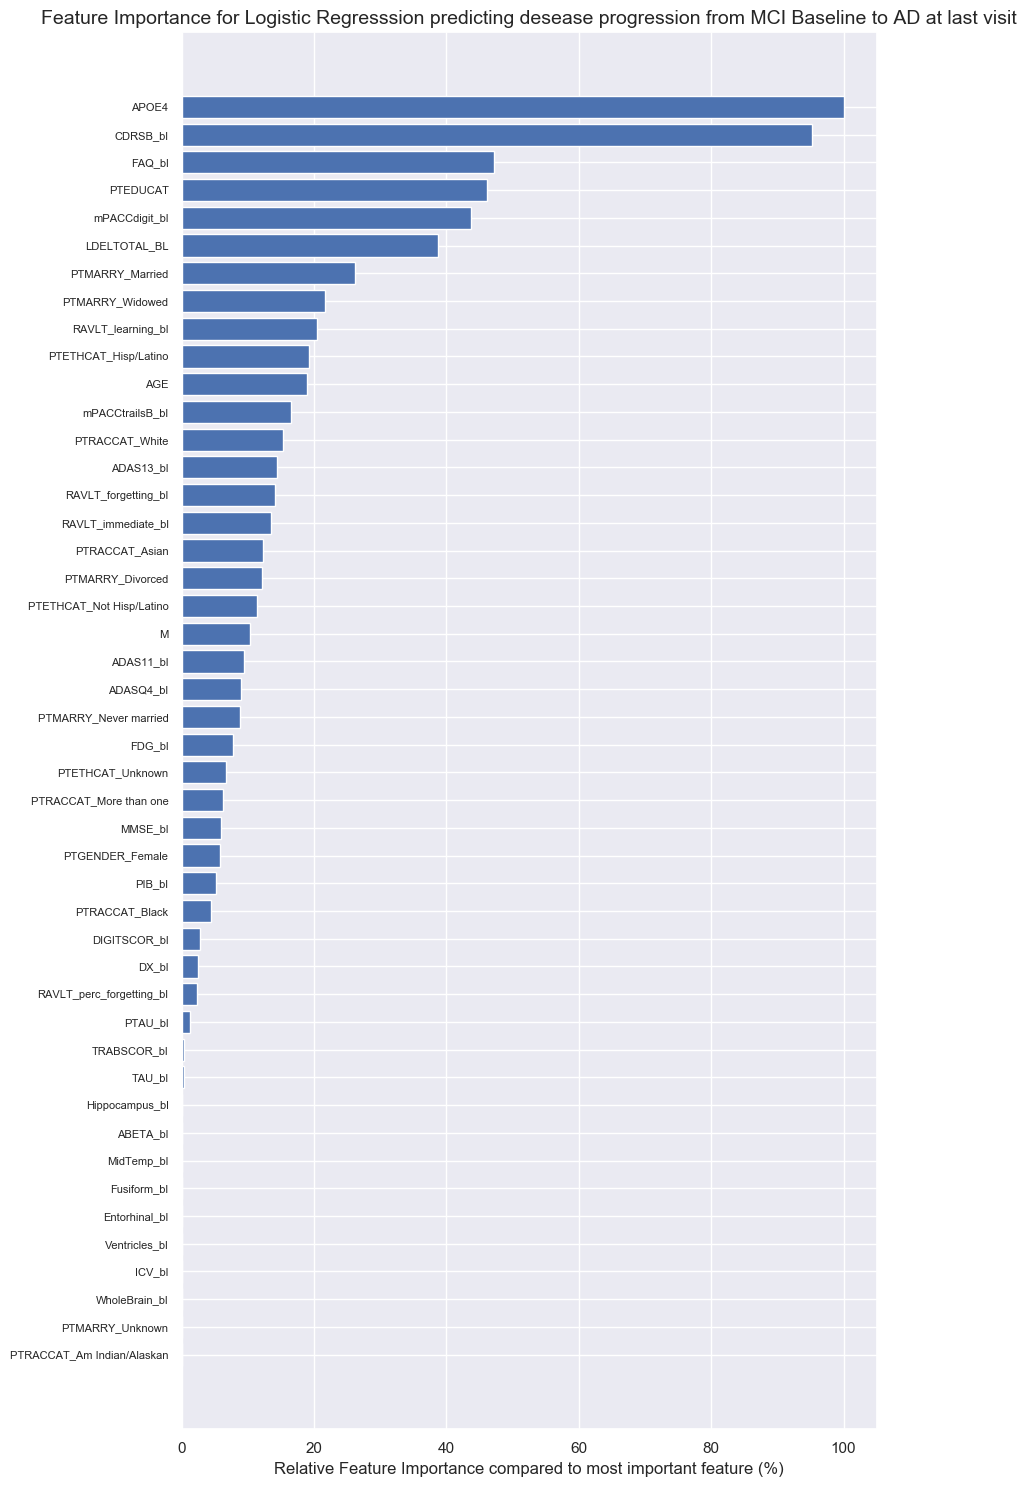 Feature Importance for Logistic Regresssion predicting desease progression from MCI Baseline to AD at last visit
APOE4
CDRSB_bl
FAQ_bl
PTEDUCAT
mPACCdigit_bl
LDELTOTAL_BL
PTMARRY_Married
PTMARRY_Widowed
RAVLT_learning_bl
PTETHCAT_Hisp/Latino
AGE
mPACCtrailsB_bl
PTRACCAT_White
ADAS13_bl
RAVLT_forgetting_bl
RAVLT_immediate_bl
PTRACCAT_Asian
PTMARRY_Divorced
PTETHCAT_Not Hisp/Latino
M
ADAS11_bl
ADASQ4_bl
PTMARRY_Never married
FDG_bl
PTETHCAT_Unknown
PTRACCAT_More than one
MMSE_bl
PTGENDER_Female
PIB_bl
PTRACCAT_Black
DIGITSCOR_bl
DX_bl
RAVLT_perc_forgetting_bl
PTAU_bl
TRABSCOR_bl
TAU_bl
Hippocampus_bl
ABETA_bl
MidTemp_bl
Fusiform_bl
Entorhinal_bl
Ventricles_bl
ICV_bl
WholeBrain_bl
PTMARRY_Unknown
PTRACCAT_Am Indian/Alaskan
0 20 40 60 80 100
Relative Feature Importance compared to most important feature (%)